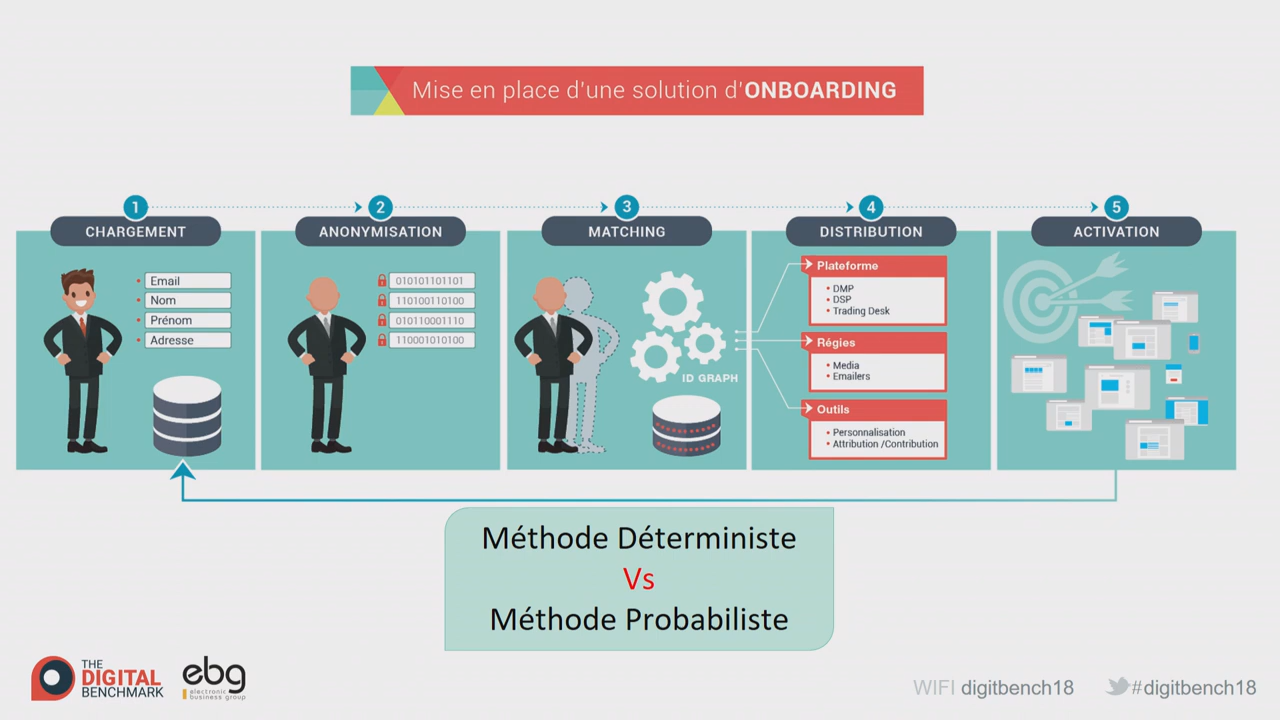 Mise en place d'une solution d'ONBOARDING
1
2
3
4
5
CHARGEMENT
ANONYMISATION
MATCHING
DISTRIBUTION
ACTIVATION
Email
Nom
Prénom
Adresse
010101101101
110100110100
010110001110
110001010100
ID GRAPH
Plateforme
DMP
DSP
Trading Desk
Régies
Media
Emailers
Outils
Personnalisation
Attribution /Contribution
Méthode Déterministe
Vs
Méthode Probabiliste
THE
DIGITAL
BENCHMARK
ebg
electronic
business group
WIFI digitbench18
#digitbench18